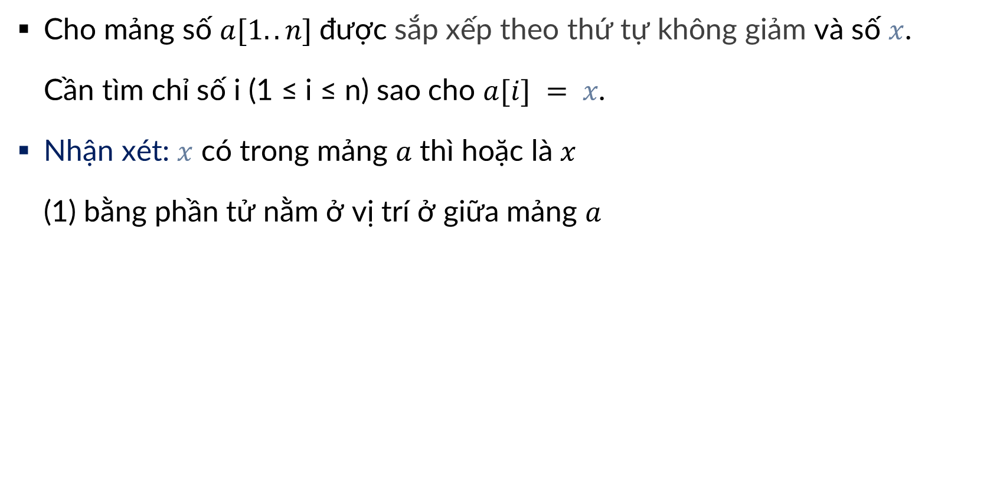 ▪ Cho mảng số a[1..n] được sắp xếp theo thứ tự không giảm và số x.
Cần tìm chỉ số i (1 ≤ i ≤ n) sao cho a[i] = x.
▪ Nhận xét: x có trong mảng a thì hoặc là x
(1) bằng phần tử nằm ở vị trí ở giữa mảng a